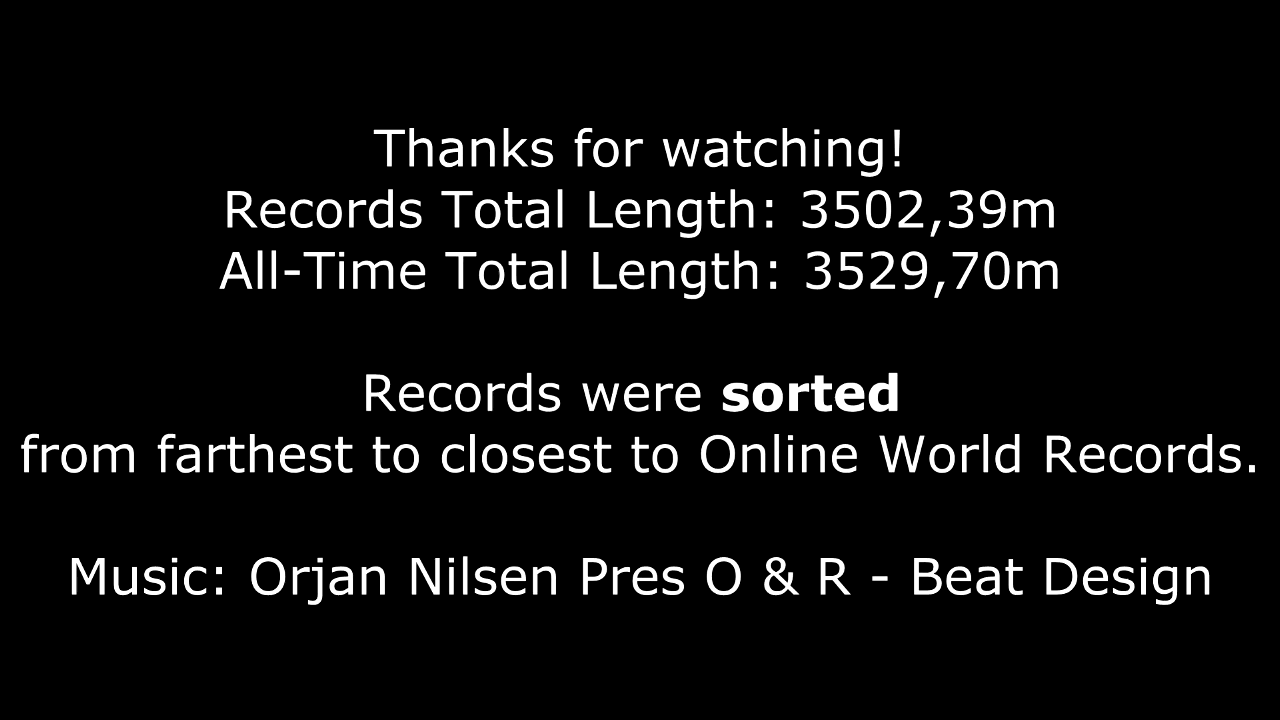 Thanks for watching!
Records Total Length: 3502,39m
All-Time Total Length: 3529,70m
Records were sorted
from farthest to closest to Online World Records.
Music: Orjan Nilsen Pres O & R - Beat Design